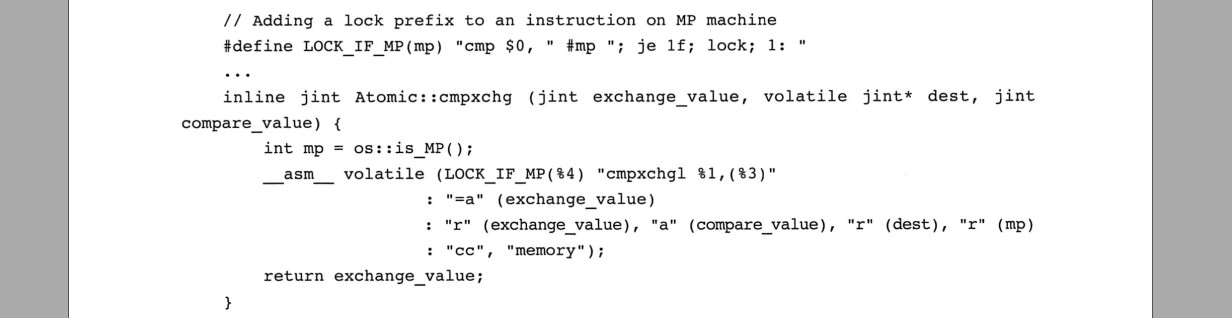 // Adding a lock prefix to an instruction on MP machine
#define LOCK_IF_MP(mp) "cmp $0, " #mp "; je 1f; lock; 1: "
...
inline jint Atomic::cmpxchg (jint exchange_value, volatile jint* dest, jint
compare_value) {
int mp = os::is_MP();
__asm__ volatile (LOCK_IF_MP(%4) "cmpxchgl %1,(%3)"
: "=a" (exchange_value)
: "r" (exchange_value), "a" (compare_value), "r" (dest), "r" (mp)
: "cc", "memory");
return exchange_value;
}